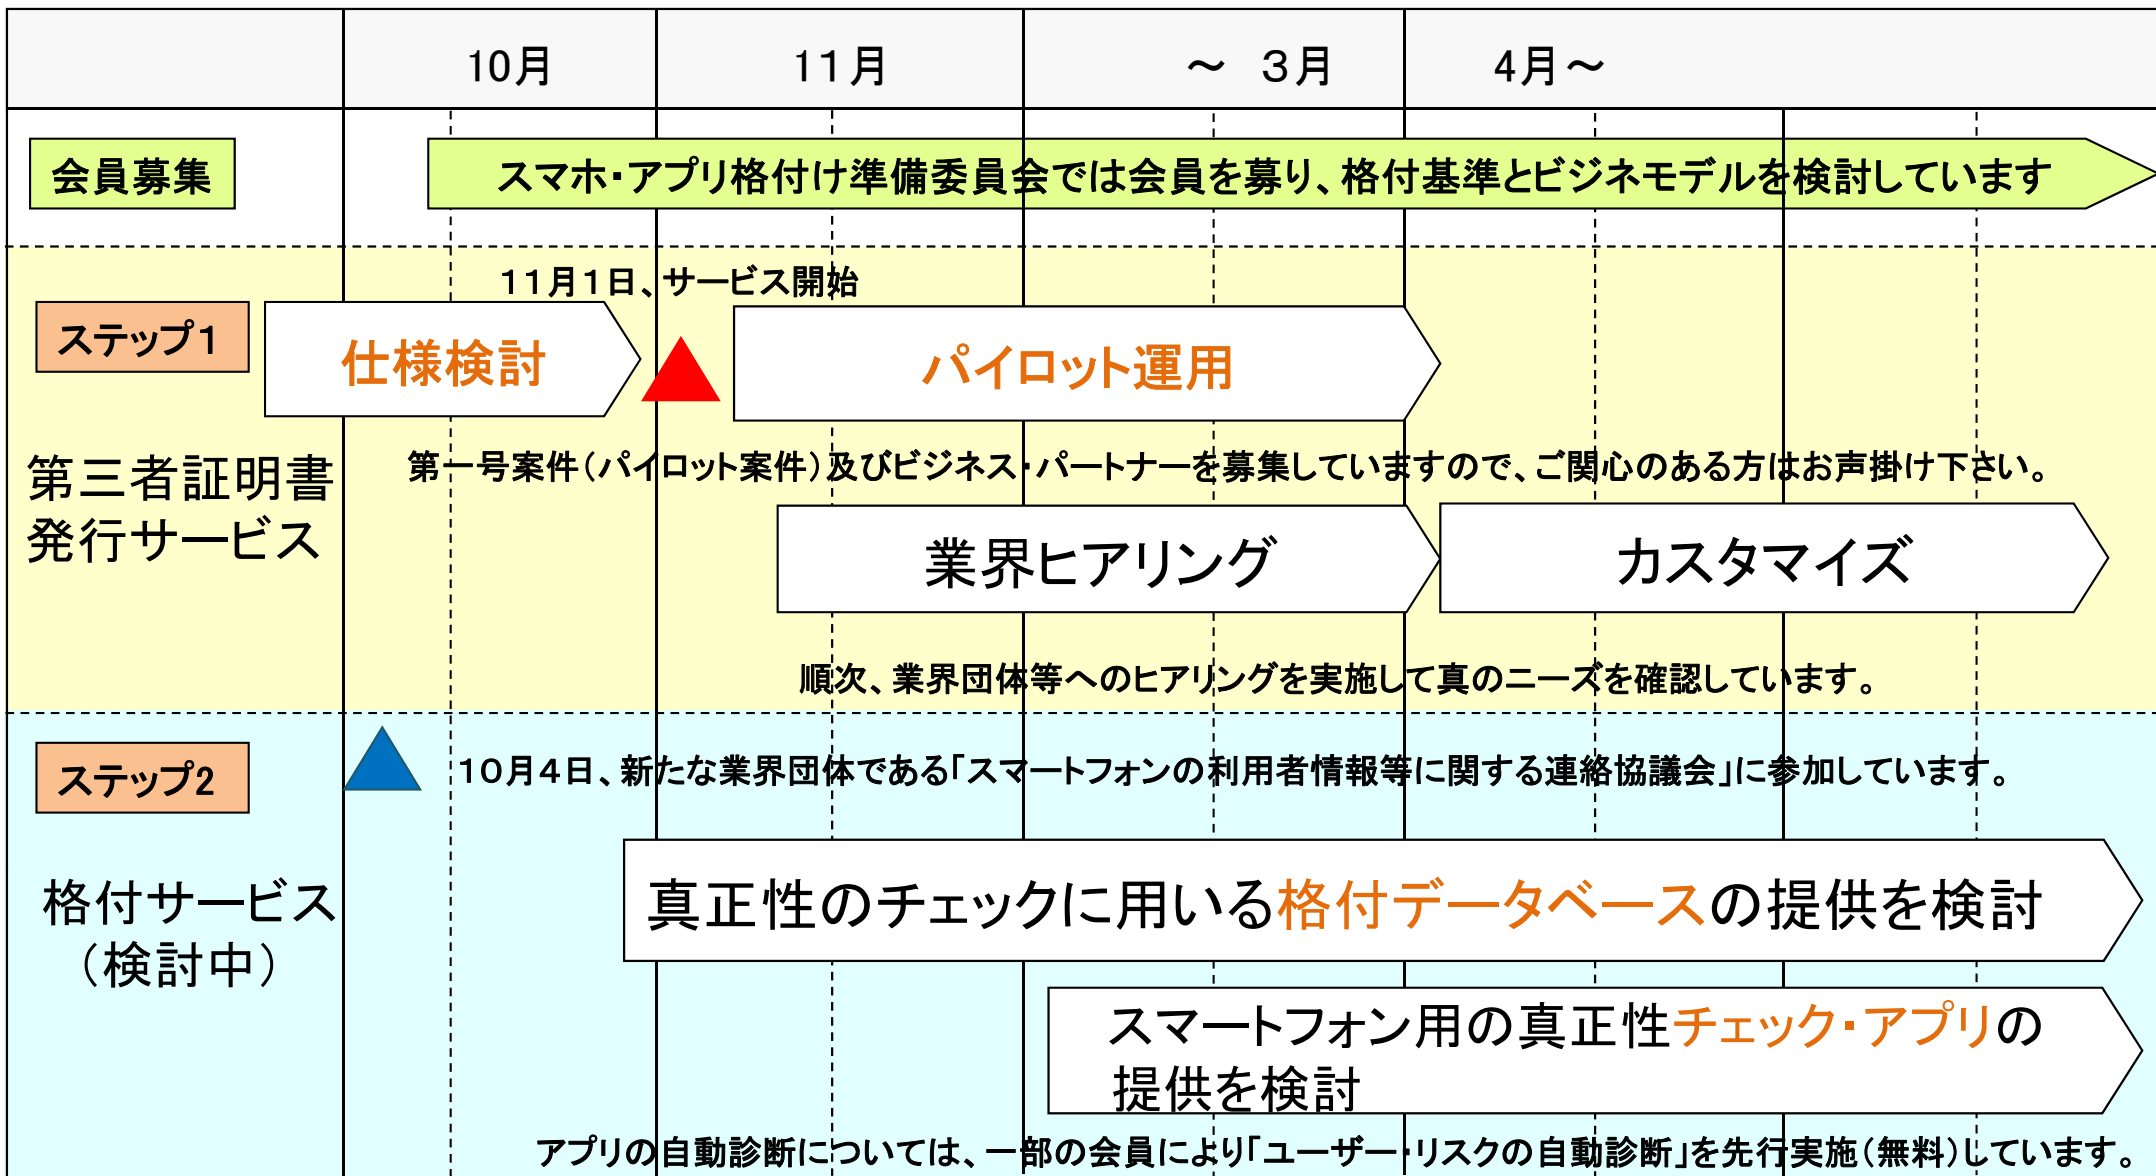 10月
11月
～ 3月
4月～
会員募集
スマホ・アプリ格付け準備委員会では会員を募り、格付基準とビジネモデルを検討しています
11月1日、サービス開始
ステップ1
仕様検討
パイロット運用
第三者証明書
発行サービス
第一号案件（パイロット案件）及びビジネス・パートナーを募集していますので、ご関心のある方はお声掛け下さい。
業界ヒアリング
カスタマイズ
順次、業界団体等へのヒアリングを実施して真のニーズを確認しています。
ステップ2
10月4日、新たな業界団体である「スマートフォンの利用者情報等に関する連絡協議会」に参加しています。
格付サービス
（検討中）
真正性のチェックに用いる格付データベースの提供を検討
スマートフォン用の真正性チェック・アプリの
提供を検討
アプリの自動診断については、一部の会員により「ユーザー・リスクの自動診断」を先行実施（無料）しています。